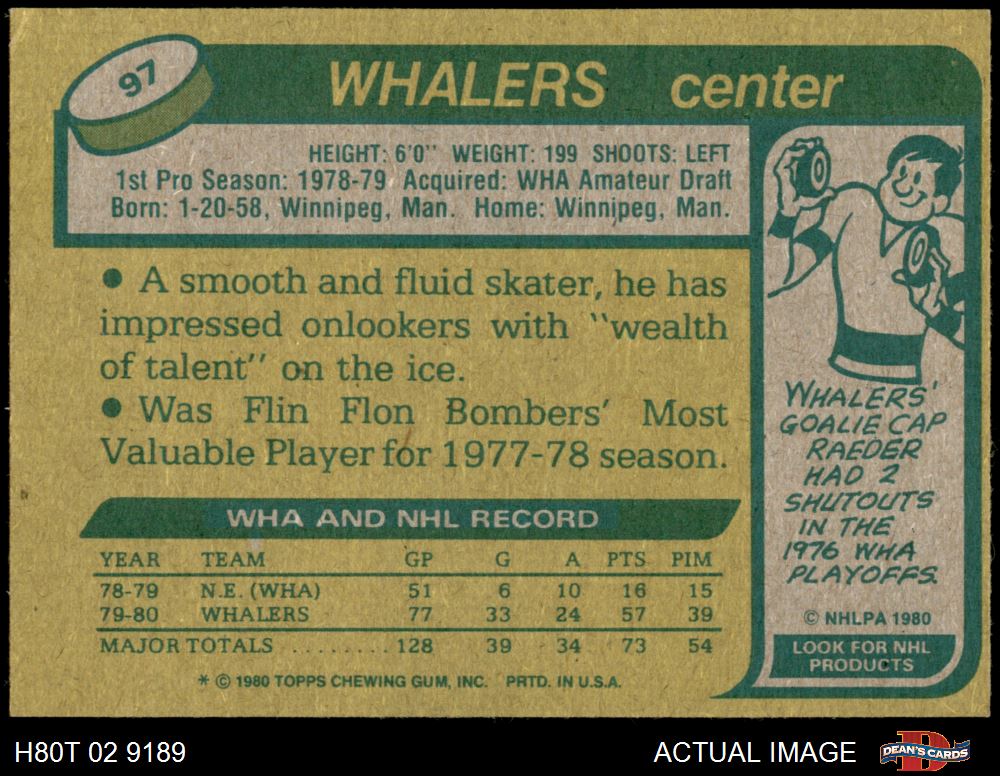 97
WHALERS center
HEIGHT: 6'0" WEIGHT: 199 SHOOTS: LEFT
1st Pro Season: 1978-79 Acquired: WHA Amateur Draft
Born: 1-20-58, Winnipeg, Man. Home: Winnipeg, Man.
● A smooth and fluid skater, he has
impressed onlookers with "wealth
of talent" on the ice.
● Was Flin Flon Bombers' Most
Valuable Player for 1977-78 season.
WHA AND NHL RECORD
YEAR TEAM GP G A PTS PIM
78-79 N.E. (WHA) 51 6 10 16 15
79-80 WHALERS 77 33 24 57 39
MAJOR TOTALS ........ 128 39 34 73 54
* © 1980 TOPPS CHEWING GUM, INC. PRTD. IN U.S.A.
WHALERS'
GOALIE CAP
RAEDER
HAD 2
SHUTOUTS
IN THE
1976 WHA
PLAYOFFS.
© NHLPA 1980
LOOK FOR NHL
PRODUCTS
H80T 02 9189
ACTUAL IMAGE
D
DEAN'S CARDS